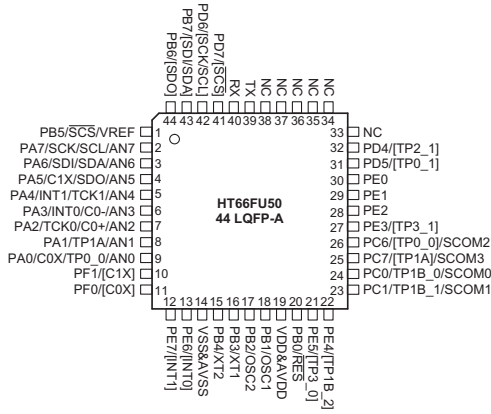 PB6/[SDO]
PB7/[SDI/SDA]
PD6/[SCK/SCL]
PD7/[SCS]
RX
TX
NC
NC
NC
NC
NC
44 43 42 41 40 39 38 37 36 35 34
PB5/SCS/VREF 1
PA7/SCK/SCL/AN7 2
PA6/SDI/SDA/AN6 3
PA5/C1X/SDO/AN5 4
PA4/INT1/TCK1/AN4 5
PA3/INT0/C0-/AN3 6
PA2/TCK0/C0+/AN2 7
PA1/TP1A/AN1 8
PA0/C0X/TP0_0/AN0 9
PF1/[C1X] 10
PF0/[C0X] 11
HT66FU50
44 LQFP-A
33 NC
32 PD4/[TP2_1]
31 PD5/[TP0_1]
30 PE0
29 PE1
28 PE2
27 PE3/[TP3_1]
26 PC6/[TP0_0]/SCOM2
25 PC7/[TP1A]/SCOM3
24 PC0/TP1B_0/SCOM0
23 PC1/TP1B_1/SCOM1
12 13 14 15 16 17 18 19 20 21 22
PE7/[INT1]
PE6/[INT0]
VSS&AVSS
PB4/XT2
PB3/XT1
PB2/OSC2
PB1/OSC1
VDD&AVDD
PB0/RES
PE5/[TP3_0]
PE4/[TP1B_2]